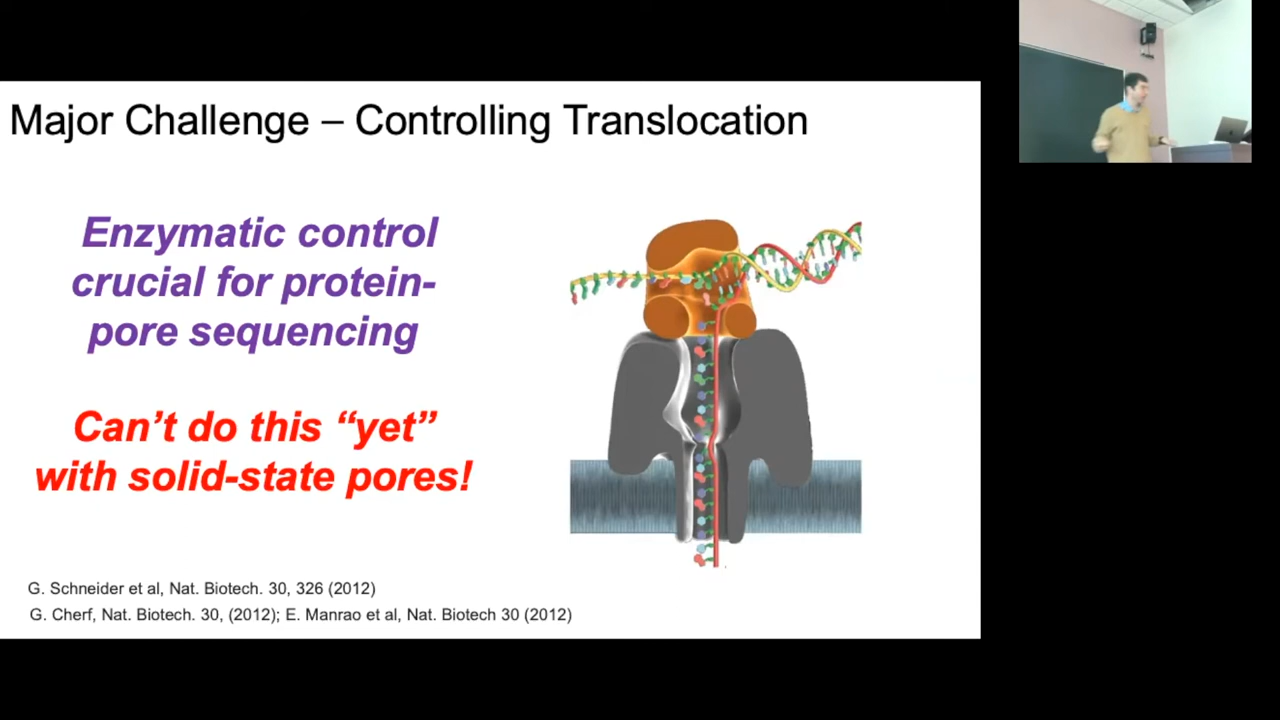 Major Challenge – Controlling Translocation
Enzymatic control
crucial for protein-
pore sequencing
Can’t do this “yet”
with solid-state pores!
G. Schneider et al, Nat. Biotech. 30, 326 (2012)
G. Cherf, Nat. Biotech. 30, (2012); E. Manrao et al, Nat. Biotech 30 (2012)